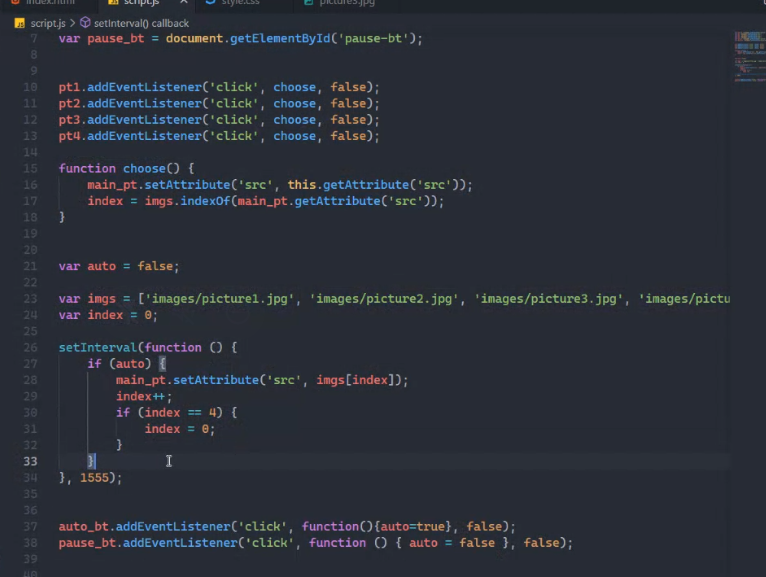 index.html script.js style.css picture3.jpg
script.js > setInterval() callback
7 var pause_bt = document.getElementById('pause-bt');
8
9
10 pt1.addEventListener('click', choose, false);
11 pt2.addEventListener('click', choose, false);
12 pt3.addEventListener('click', choose, false);
13 pt4.addEventListener('click', choose, false);
14
15 function choose() {
16 main_pt.setAttribute('src', this.getAttribute('src'));
17 index = imgs.indexOf(main_pt.getAttribute('src'));
18 }
19
20
21 var auto = false;
22
23 var imgs = ['images/picture1.jpg', 'images/picture2.jpg', 'images/picture3.jpg', 'images/pictu
24 var index = 0;
25
26 setInterval(function () {
27 if (auto) {
28 main_pt.setAttribute('src', imgs[index]);
29 index++;
30 if (index == 4) {
31 index = 0;
32 }
33 }
34 }, 1555);
35
36
37 auto_bt.addEventListener('click', function(){auto=true}, false);
38 pause_bt.addEventListener('click', function () { auto = false }, false);
39
40